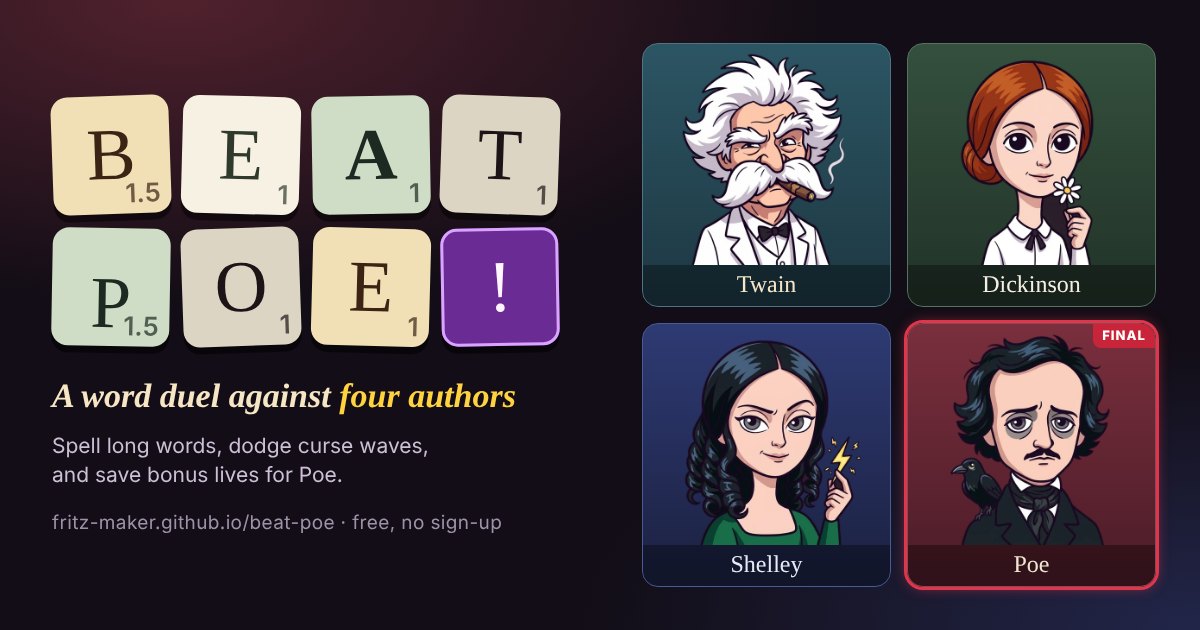 B 1.5 E 1 A 1 T 1
P 1.5 O 1 E 1 !
A word duel against four authors
Spell long words, dodge curse waves,
and save bonus lives for Poe.
fritz-maker.github.io/beat-poe · free, no sign-up
Twain
Dickinson
Shelley
FINAL
Poe